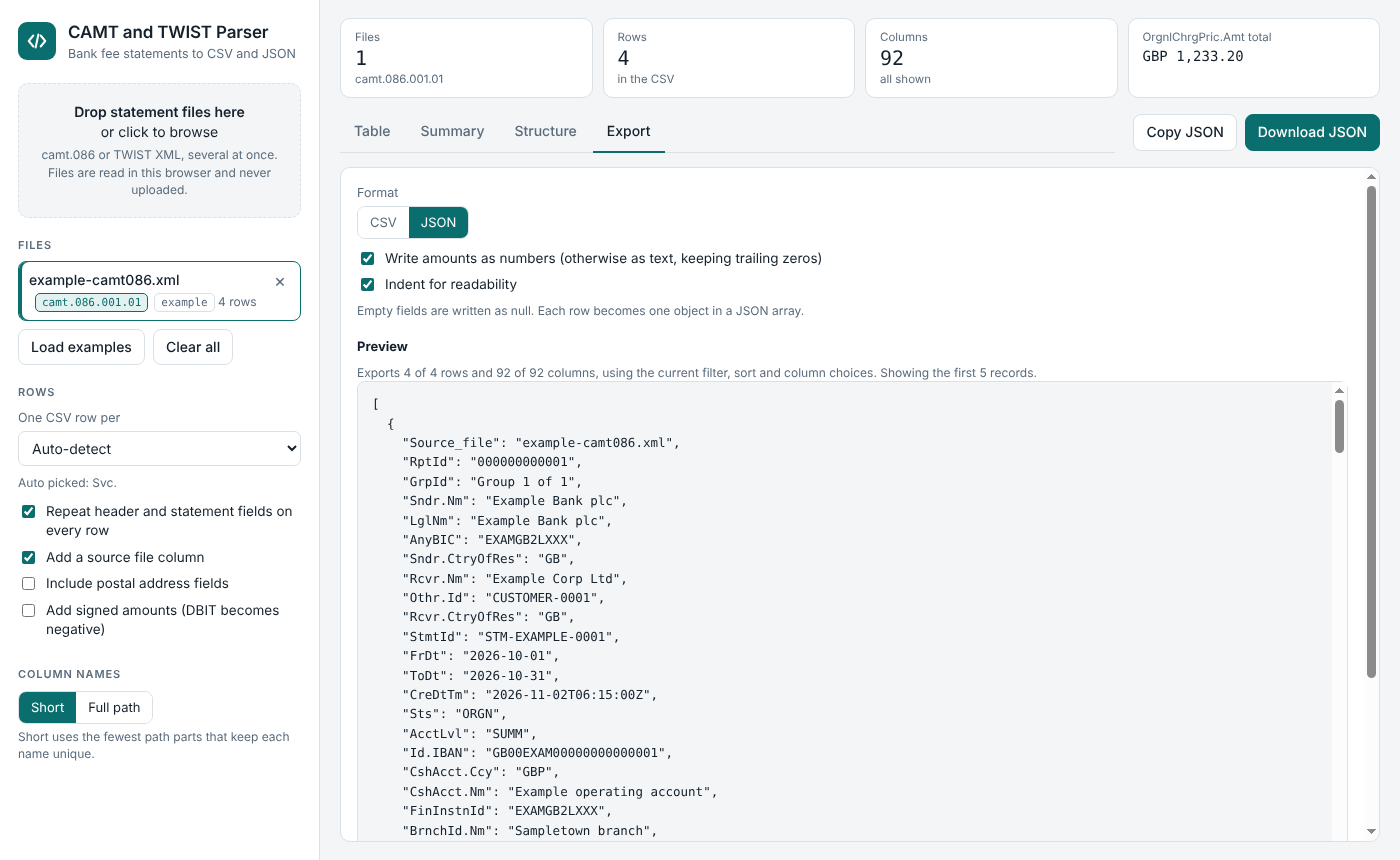 CAMT and TWIST Parser
Bank fee statements to CSV and JSON
Drop statement files here
or click to browse
camt.086 or TWIST XML, several at once.
Files are read in this browser and never
uploaded.
FILES
example-camt086.xml
×
camt.086.001.01 example 4 rows
Load examples
Clear all
ROWS
One CSV row per
Auto-detect
Auto picked: Svc.
Repeat header and statement fields on
every row
Add a source file column
Include postal address fields
Add signed amounts (DBIT becomes
negative)
COLUMN NAMES
Short
Full path
Short uses the fewest path parts that keep each
name unique.
Files
1
camt.086.001.01
Rows
4
in the CSV
Columns
92
all shown
OrgnlChrgPric.Amt total
GBP 1,233.20
Table
Summary
Structure
Export
Copy JSON
Download JSON
Format
CSV
JSON
Write amounts as numbers (otherwise as text, keeping trailing zeros)
Indent for readability
Empty fields are written as null. Each row becomes one object in a JSON array.
Preview
Exports 4 of 4 rows and 92 of 92 columns, using the current filter, sort and column choices. Showing the first 5 records.
[
  {
    "Source_file": "example-camt086.xml",
    "RptId": "000000000001",
    "GrpId": "Group 1 of 1",
    "Sndr.Nm": "Example Bank plc",
    "LglNm": "Example Bank plc",
    "AnyBIC": "EXAMGB2LXXX",
    "Sndr.CtryOfRes": "GB",
    "Rcvr.Nm": "Example Corp Ltd",
    "Othr.Id": "CUSTOMER-0001",
    "Rcvr.CtryOfRes": "GB",
    "StmtId": "STM-EXAMPLE-0001",
    "FrDt": "2026-10-01",
    "ToDt": "2026-10-31",
    "CreDtTm": "2026-11-02T06:15:00Z",
    "Sts": "ORGN",
    "AcctLvl": "SUMM",
    "Id.IBAN": "GB00EXAM00000000000001",
    "CshAcct.Ccy": "GBP",
    "CshAcct.Nm": "Example operating account",
    "FinInstnId": "EXAMGB2LXXX",
    "BrnchId.Nm": "Sampletown branch",